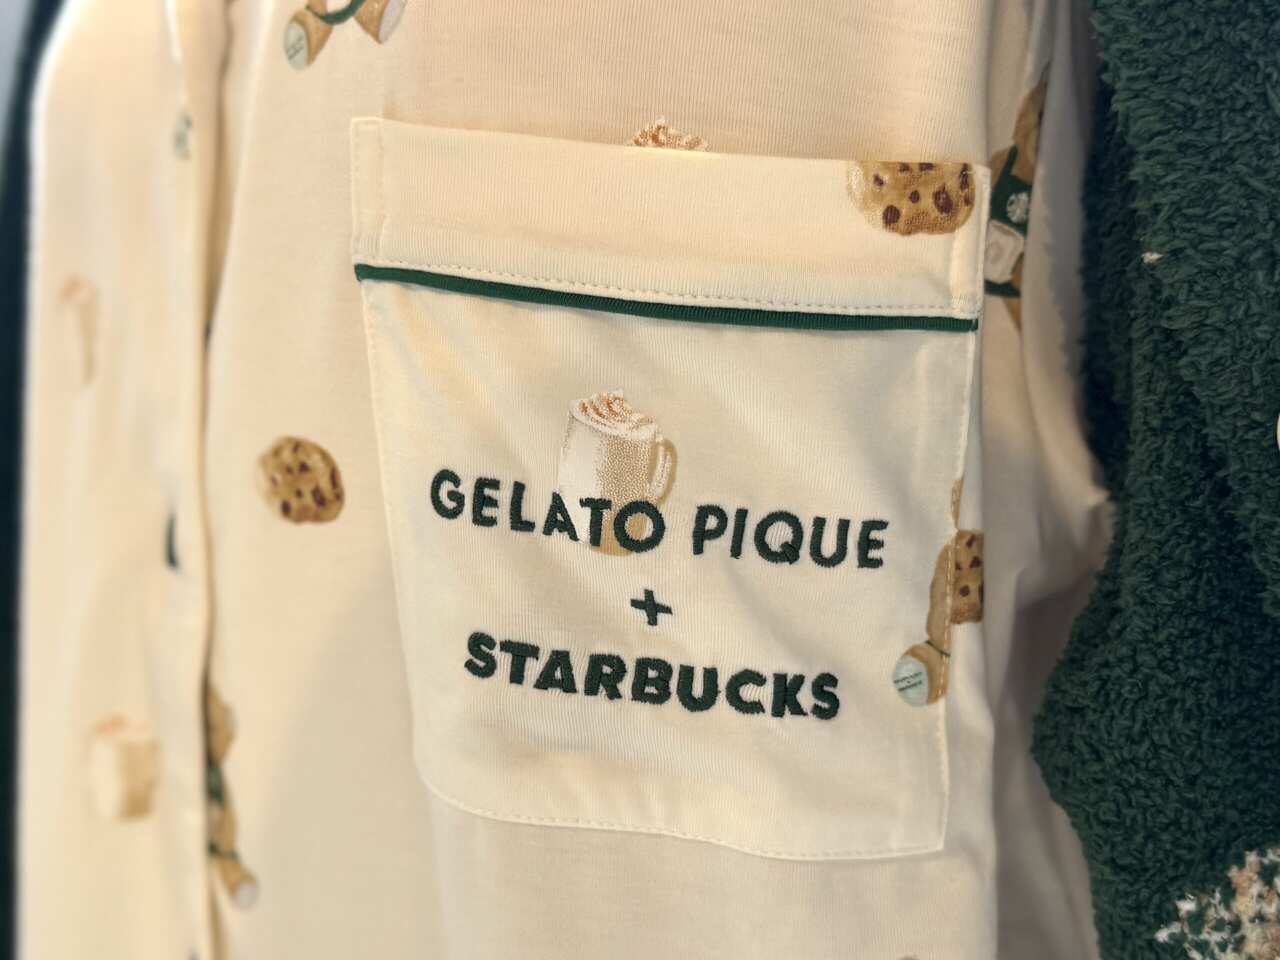 GELATO PIQUE
+
STARBUCKS